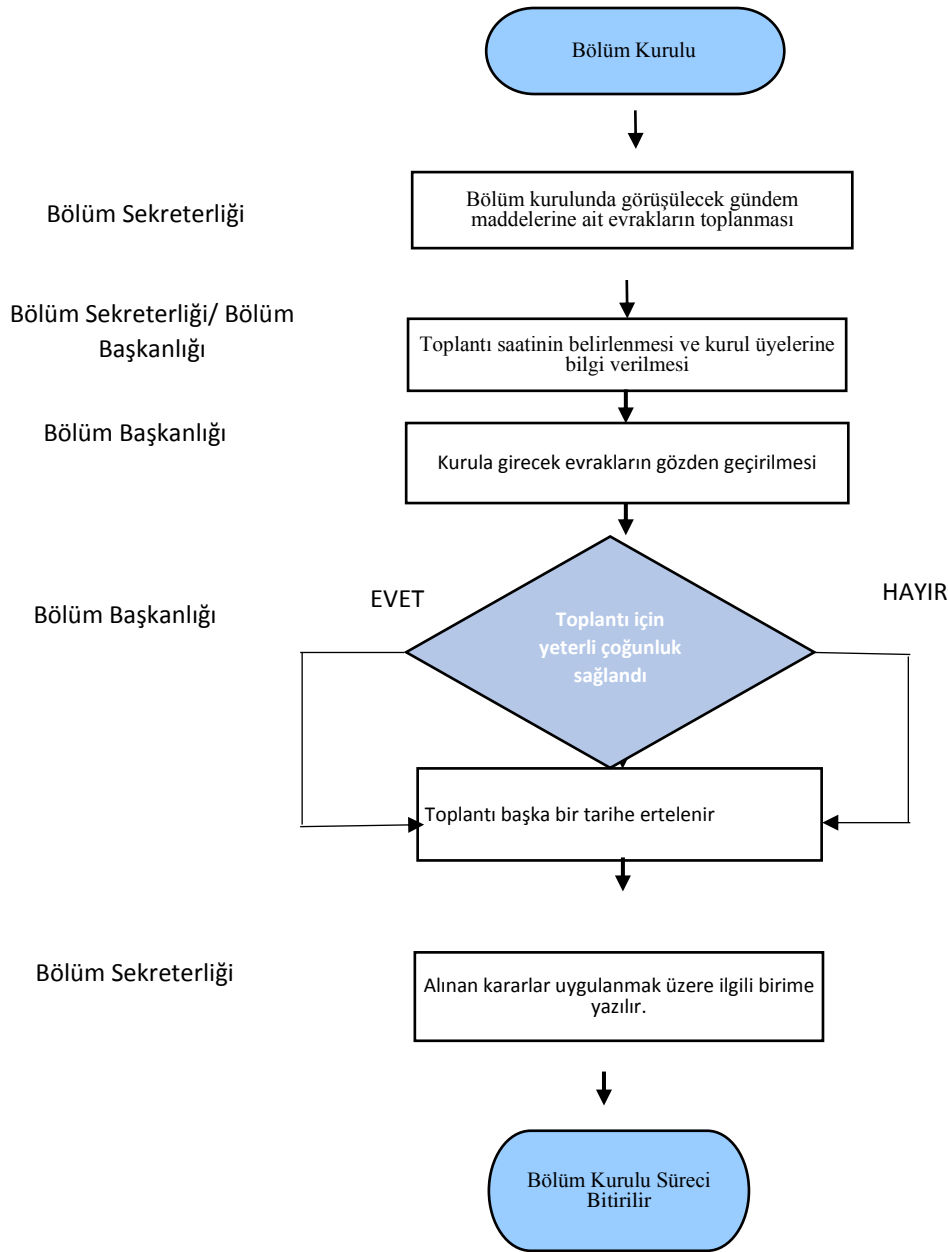 Bölüm Kurulu
Bölüm Sekreterliği
Bölüm kurulunda görüşülecek gündem
maddelerine ait evrakların toplanması
Bölüm Sekreterliği/ Bölüm
Başkanlığı
Toplantı saatinin belirlenmesi ve kurul üyelerine
bilgi verilmesi
Bölüm Başkanlığı
Kurula girecek evrakların gözden geçirilmesi
Bölüm Başkanlığı
EVET
Toplantı için
yeterli çoğunluk
sağlandı
HAYIR
Toplantı başka bir tarihe ertelenir
Bölüm Sekreterliği
Alınan kararlar uygulanmak üzere ilgili birime
yazılır.
Bölüm Kurulu Süreci
Bitirilir